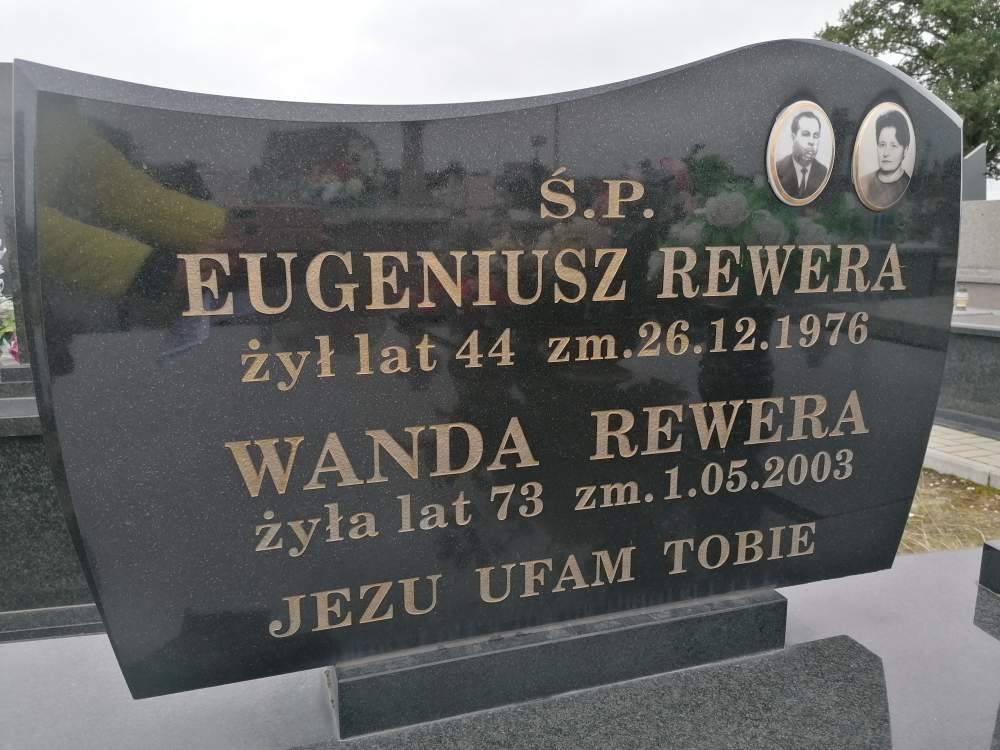 Ś.P.
EUGENIUSZ REWERA
żył lat 44 zm.26.12.1976
WANDA REWERA
żyła lat 73 zm.1.05.2003
JEZU UFAM TOBIE